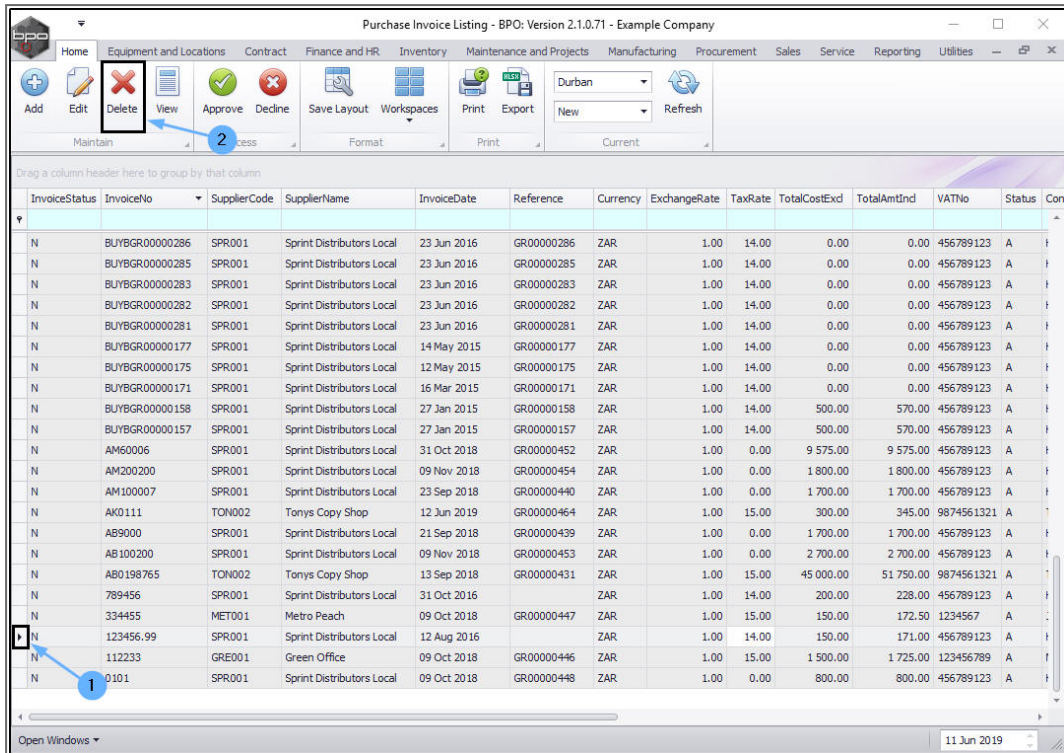 bpo
Purchase Invoice Listing - BPO: Version 2.1.0.71 - Example Company
Home Equipment and Locations Contract Finance and HR Inventory Maintenance and Projects Manufacturing Procurement Sales Service Reporting Utilities
Add Edit Delete View Approve Decline Save Layout Workspaces Print Export Durban Refresh
XLSX
New
Maintain 2 cess Format Print Current
Drag a column header here to group by that column
InvoiceStatus InvoiceNo SupplierCode SupplierName InvoiceDate Reference Currency ExchangeRate TaxRate TotalCostExcl TotalAmtIncl VATNo Status Con
N BUYBGR00000286 SPR001 Sprint Distributors Local 23 Jun 2016 GR00000286 ZAR 1.00 14.00 0.00 0.00 456789123 A
N BUYBGR00000285 SPR001 Sprint Distributors Local 23 Jun 2016 GR00000285 ZAR 1.00 14.00 0.00 0.00 456789123 A
N BUYBGR00000283 SPR001 Sprint Distributors Local 23 Jun 2016 GR00000283 ZAR 1.00 14.00 0.00 0.00 456789123 A
N BUYBGR00000282 SPR001 Sprint Distributors Local 23 Jun 2016 GR00000282 ZAR 1.00 14.00 0.00 0.00 456789123 A
N BUYBGR00000281 SPR001 Sprint Distributors Local 23 Jun 2016 GR00000281 ZAR 1.00 14.00 0.00 0.00 456789123 A
N BUYBGR00000177 SPR001 Sprint Distributors Local 14 May 2015 GR00000177 ZAR 1.00 14.00 0.00 0.00 456789123 A
N BUYBGR00000175 SPR001 Sprint Distributors Local 12 May 2015 GR00000175 ZAR 1.00 14.00 0.00 0.00 456789123 A
N BUYBGR00000171 SPR001 Sprint Distributors Local 16 Mar 2015 GR00000171 ZAR 1.00 14.00 0.00 0.00 456789123 A
N BUYBGR00000158 SPR001 Sprint Distributors Local 27 Jan 2015 GR00000158 ZAR 1.00 14.00 500.00 570.00 456789123 A
N BUYBGR00000157 SPR001 Sprint Distributors Local 27 Jan 2015 GR00000157 ZAR 1.00 14.00 500.00 570.00 456789123 A
N AM60006 SPR001 Sprint Distributors Local 31 Oct 2018 GR00000452 ZAR 1.00 0.00 9 575.00 9 575.00 456789123 A
N AM200200 SPR001 Sprint Distributors Local 09 Nov 2018 GR00000454 ZAR 1.00 0.00 1 800.00 1 800.00 456789123 A
N AM100007 SPR001 Sprint Distributors Local 23 Sep 2018 GR00000440 ZAR 1.00 0.00 1 700.00 1 700.00 456789123 A
N AK0111 TON002 Tonys Copy Shop 12 Jun 2019 GR00000464 ZAR 1.00 15.00 300.00 345.00 9874561321 A
N AB9000 SPR001 Sprint Distributors Local 21 Sep 2018 GR00000439 ZAR 1.00 0.00 1 700.00 1 700.00 456789123 A
N AB100200 SPR001 Sprint Distributors Local 09 Nov 2018 GR00000453 ZAR 1.00 0.00 2 700.00 2 700.00 456789123 A
N AB0198765 TON002 Tonys Copy Shop 13 Sep 2018 GR00000431 ZAR 1.00 15.00 45 000.00 51 750.00 9874561321 A
N 789456 SPR001 Sprint Distributors Local 31 Oct 2016 ZAR 1.00 14.00 200.00 228.00 456789123 A
N 334455 MET001 Metro Peach 09 Oct 2018 GR00000447 ZAR 1.00 15.00 150.00 172.50 1234567 A
N 123456.99 SPR001 Sprint Distributors Local 12 Aug 2016 ZAR 1.00 14.00 150.00 171.00 456789123 A
N 112233 GRE001 Green Office 09 Oct 2018 GR00000446 ZAR 1.00 15.00 1 500.00 1 725.00 123456789 A
N 1 0101 SPR001 Sprint Distributors Local 09 Oct 2018 GR00000448 ZAR 1.00 0.00 800.00 800.00 456789123 A
Open Windows 11 Jun 2019